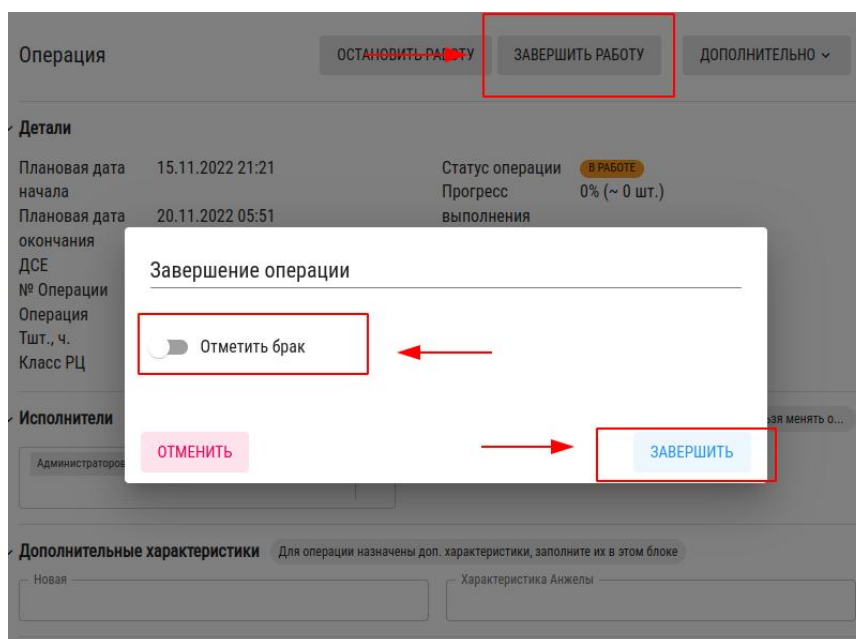 Операция
ОСТАНОВИТЬ РАБОТУ
ЗАВЕРШИТЬ РАБОТУ
ДОПОЛНИТЕЛЬНО
Детали
Плановая дата начала
15.11.2022 21:21
Плановая дата окончания
20.11.2022 05:51
ДСЕ
№ Операции
Операция
Тшт., ч.
Класс РЦ
Статус операции
В РАБОТЕ
Прогресс выполнения
0% (~ 0 шт.)
Завершение операции
Отметить брак
ОТМЕНИТЬ
ЗАВЕРШИТЬ
Исполнители
менять о...
Администраторов
Дополнительные характеристики
Для операции назначены доп. характеристики, заполните их в этом блоке
Новая
Характеристика Анжелы